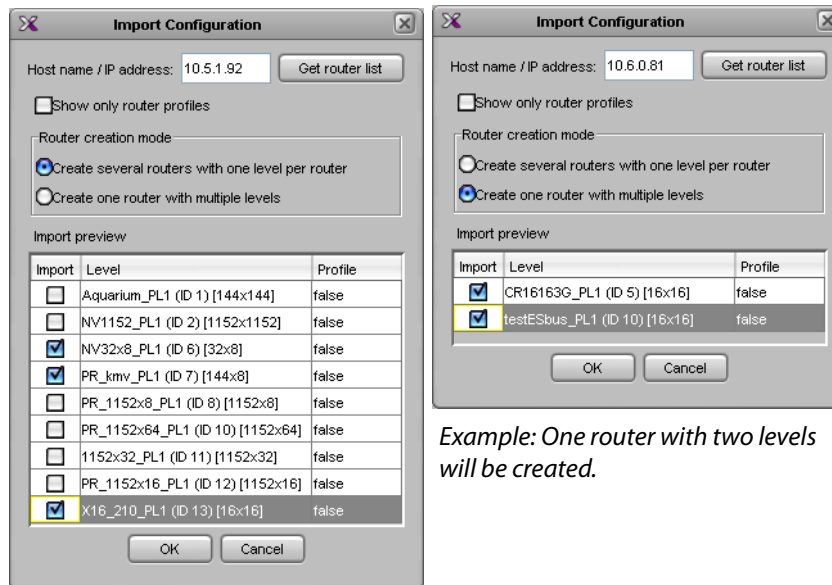 Import Configuration
Host name / IP address: 10.5.1.92 Get router list
Show only router profiles
Router creation mode
Create several routers with one level per router
Create one router with multiple levels
Import preview
Import Level Profile
Aquarium_PL1 (ID 1) [144x144] false
NV1152_PL1 (ID 2) [1152x1152] false
NV32x8_PL1 (ID 6) [32x8] false
PR_kmv_PL1 (ID 7) [144x8] false
PR_1152x8_PL1 (ID 8) [1152x8] false
PR_1152x64_PL1 (ID 10) [1152x64] false
1152x32_PL1 (ID 11) [1152x32] false
PR_1152x16_PL1 (ID 12) [1152x16] false
X16_210_PL1 (ID 13) [16x16] false
OK Cancel
Import Configuration
Host name / IP address: 10.6.0.81 Get router list
Show only router profiles
Router creation mode
Create several routers with one level per router
Create one router with multiple levels
Import preview
Import Level Profile
CR16163G_PL1 (ID 5) [16x16] false
testESbus_PL1 (ID 10) [16x16] false
OK Cancel
Example: One router with two levels
will be created.